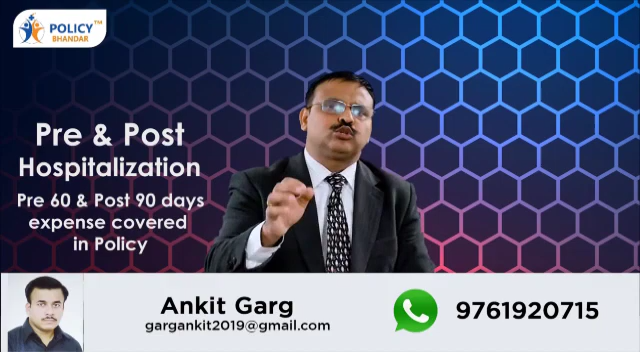 POLICY™
BHANDAR
Pre & Post
Hospitalization
Pre 60 & Post 90 days
expense covered
in Policy
Ankit Garg
gargankit2019@gmail.com
9761920715